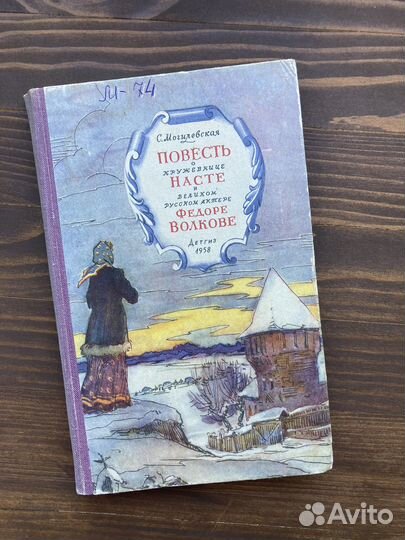 М-74
С. Могилевская
ПОВЕСТЬ
О
КРУЖЕВНИЦЕ
НАСТЕ
И
ВЕЛИКОМ
РУССКОМ АКТЕРЕ
ФЕДОРЕ
ВОЛКОВЕ
Детгиз
1958
Avito